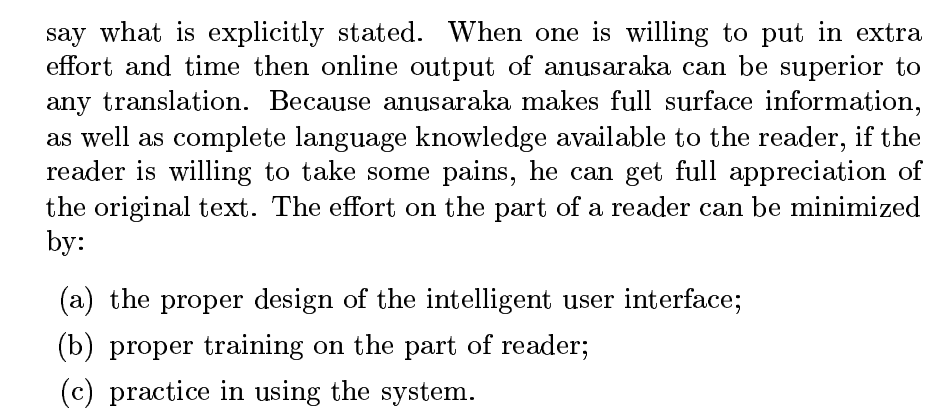 say what is explicitly stated. When one is willing to put in extra
effort and time then online output of anusaraka can be superior to
any translation. Because anusaraka makes full surface information,
as well as complete language knowledge available to the reader, if the
reader is willing to take some pains, he can get full appreciation of
the original text. The effort on the part of a reader can be minimized
by:
(a) the proper design of the intelligent user interface;
(b) proper training on the part of reader;
(c) practice in using the system.